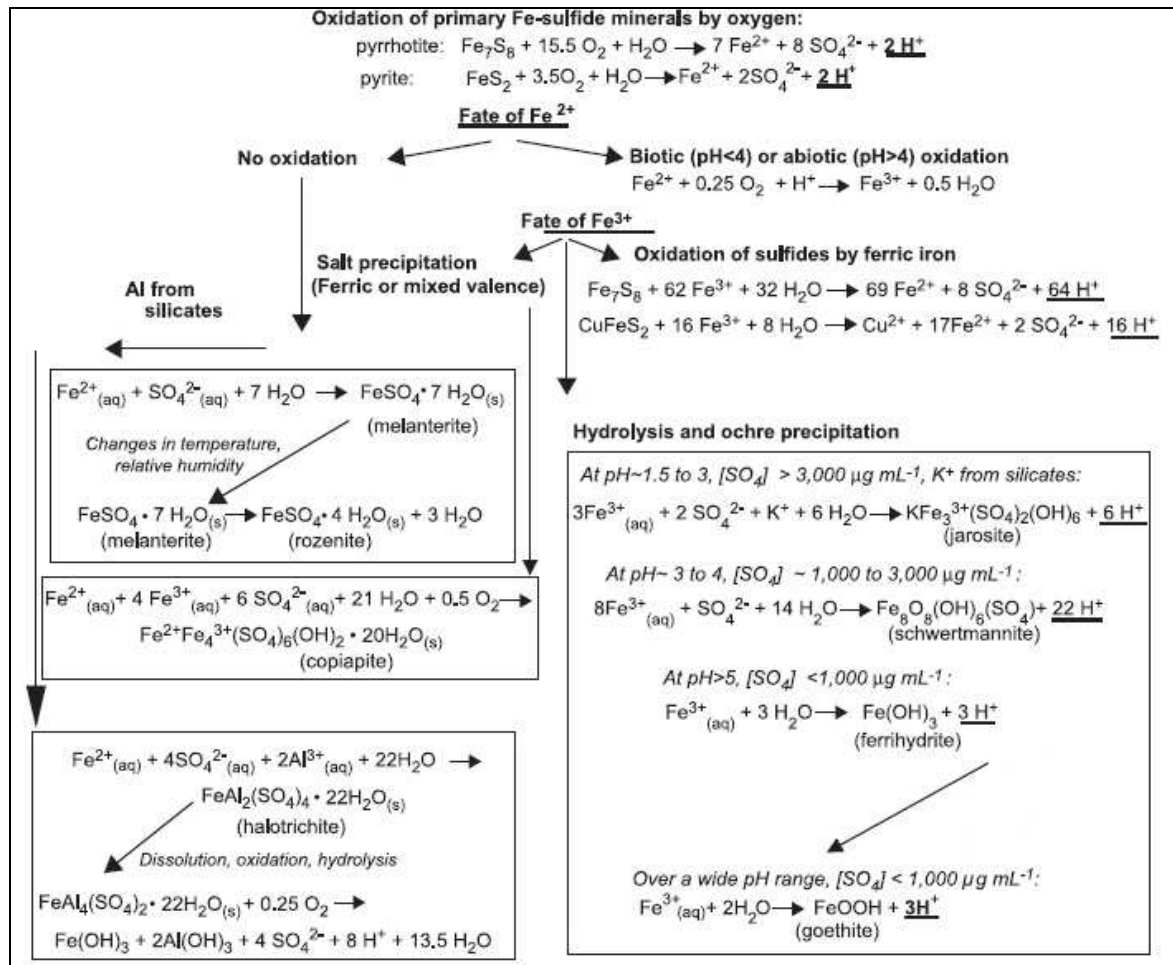 Oxidation of primary Fe-sulfide minerals by oxygen:
pyrrhotite: Fe₇S₈ + 15.5 O₂ + H₂O → 7 Fe²⁺ + 8 SO₄²⁻ + 2 H⁺
pyrite: FeS₂ + 3.5O₂ + H₂O → Fe²⁺ + 2SO₄²⁻ + 2 H⁺
Fate of Fe ²⁺
No oxidation
Biotic (pH<4) or abiotic (pH>4) oxidation
Fe²⁺ + 0.25 O₂ + H⁺ → Fe³⁺ + 0.5 H₂O
Fate of Fe³⁺
Salt precipitation
(Ferric or mixed valence)
Oxidation of sulfides by ferric iron
Fe₇S₈ + 62 Fe³⁺ + 32 H₂O → 69 Fe²⁺ + 8 SO₄²⁻ + 64 H⁺
CuFeS₂ + 16 Fe³⁺ + 8 H₂O → Cu²⁺ + 17Fe²⁺ + 2 SO₄²⁻ + 16 H⁺
Al from
silicates
Fe²⁺(aq) + SO₄²⁻(aq) + 7 H₂O → FeSO₄• 7 H₂O(s)
(melanterite)
Changes in temperature,
relative humidity
FeSO₄ • 7 H₂O(s) → FeSO₄• 4 H₂O(s) + 3 H₂O
(melanterite) (rozenite)
Fe²⁺(aq)+ 4 Fe³⁺(aq)+ 6 SO₄²⁻(aq)+ 21 H₂O + 0.5 O₂ →
Fe²⁺Fe₄³⁺(SO₄)₆(OH)₂ • 20H₂O(s)
(copiapite)
Fe²⁺(aq) + 4SO₄²⁻(aq) + 2Al³⁺(aq) + 22H₂O →
FeAl₂(SO₄)₄ • 22H₂O(s)
(halotrichite)
Dissolution, oxidation, hydrolysis
FeAl₄(SO₄)₂• 22H₂O(s) + 0.25 O₂ →
Fe(OH)₃ + 2Al(OH)₃ + 4 SO₄²⁻ + 8 H⁺ + 13.5 H₂O
Hydrolysis and ochre precipitation
At pH~1.5 to 3, [SO₄] > 3,000 µg mL⁻¹, K⁺ from silicates:
3Fe³⁺(aq) + 2 SO₄²⁻ + K⁺ + 6 H₂O → KFe₃³⁺(SO₄)₂(OH)₆ + 6 H⁺
(jarosite)
At pH~ 3 to 4, [SO₄] ~ 1,000 to 3,000 µg mL⁻¹ :
8Fe³⁺(aq) + SO₄²⁻ + 14 H₂O → Fe₈O₈(OH)₆(SO₄)+ 22 H⁺
(schwertmannite)
At pH>5, [SO₄] <1,000 µg mL⁻¹ :
Fe³⁺(aq) + 3 H₂O → Fe(OH)₃ + 3 H⁺
(ferrihydrite)
Over a wide pH range, [SO₄] < 1,000 µg mL⁻¹:
Fe³⁺(aq)+ 2H₂O → FeOOH + 3H⁺
(goethite)